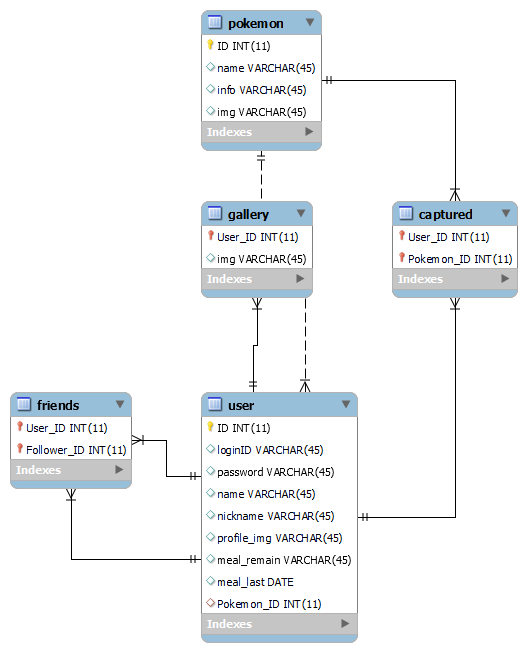 pokemon
ID INT(11)
name VARCHAR(45)
info VARCHAR(45)
img VARCHAR(45)
Indexes
gallery
User_ID INT(11)
img VARCHAR(45)
Indexes
captured
User_ID INT(11)
Pokemon_ID INT(11)
Indexes
friends
User_ID INT(11)
Follower_ID INT(11)
Indexes
user
ID INT(11)
loginID VARCHAR(45)
password VARCHAR(45)
name VARCHAR(45)
nickname VARCHAR(45)
profile_img VARCHAR(45)
meal_remain VARCHAR(45)
meal_last DATE
Pokemon_ID INT(11)
Indexes